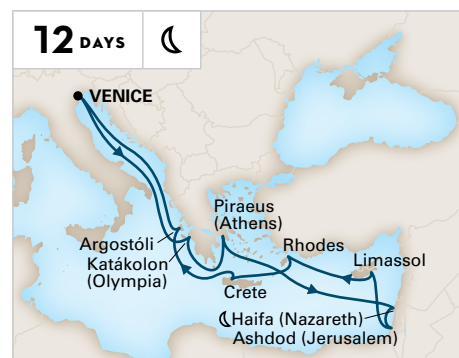 12 DAYS
VENICE
Piraeus
(Athens)
Argostóli
Katákolon
(Olympia)
Rhodes
Limassol
Crete
Haifa (Nazareth)
Ashdod (Jerusalem)